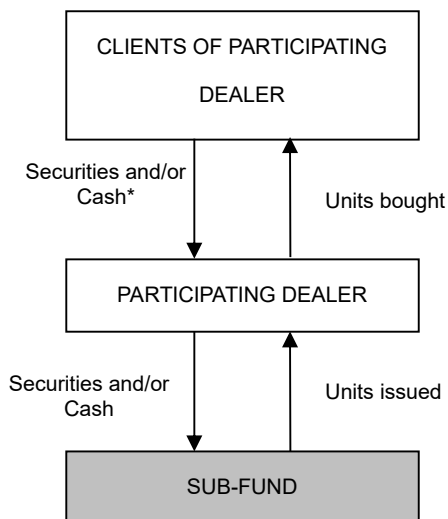 CLIENTS OF PARTICIPATING
DEALER
Securities and/or
Cash*
Units bought
PARTICIPATING DEALER
Securities and/or
Cash
Units issued
SUB-FUND